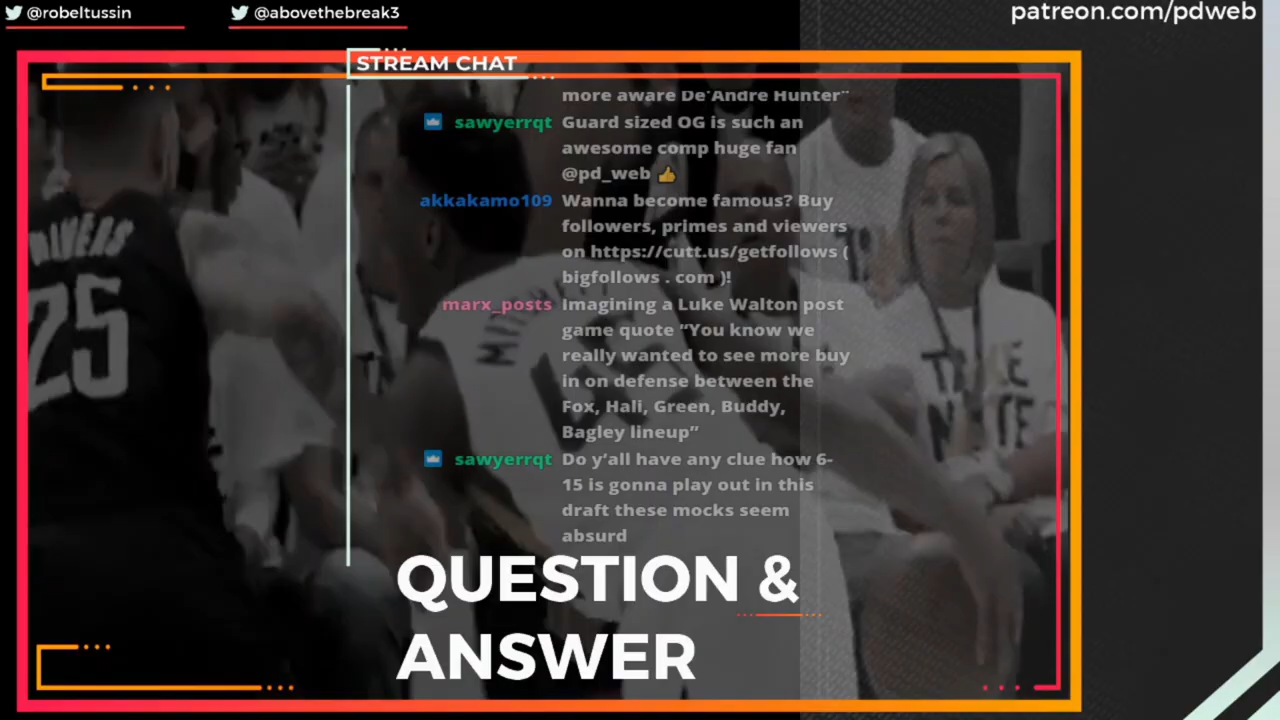 @robeltussin
@abovethebreak3
patreon.com/pdweb
STREAM CHAT
more aware De'Andre Hunter"
sawyerrqt Guard sized OG is such an
awesome comp huge fan
@pd_web 👍
akkakamo109 Wanna become famous? Buy
followers, primes and viewers
on https://cutt.us/getfollows (
bigfollows . com )!
marx_posts Imagining a Luke Walton post
game quote “You know we
really wanted to see more buy
in on defense between the
Fox, Hali, Green, Buddy,
Bagley lineup”
sawyerrqt Do y’all have any clue how 6-
15 is gonna play out in this
draft these mocks seem
absurd
QUESTION &
ANSWER
RIVERS
25